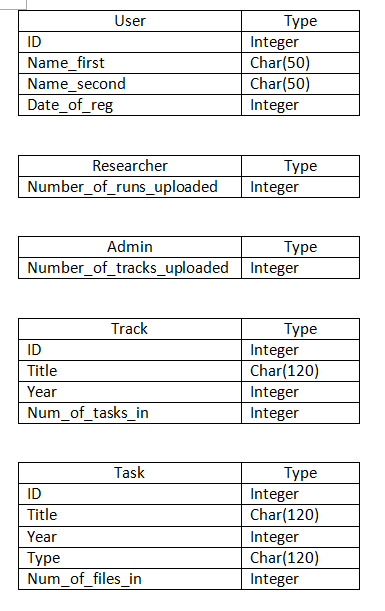 User Type
ID Integer
Name_first Char(50)
Name_second Char(50)
Date_of_reg Integer
Researcher Type
Number_of_runs_uploaded Integer
Admin Type
Number_of_tracks_uploaded Integer
Track Type
ID Integer
Title Char(120)
Year Integer
Num_of_tasks_in Integer
Task Type
ID Integer
Title Char(120)
Year Integer
Type Char(120)
Num_of_files_in Integer